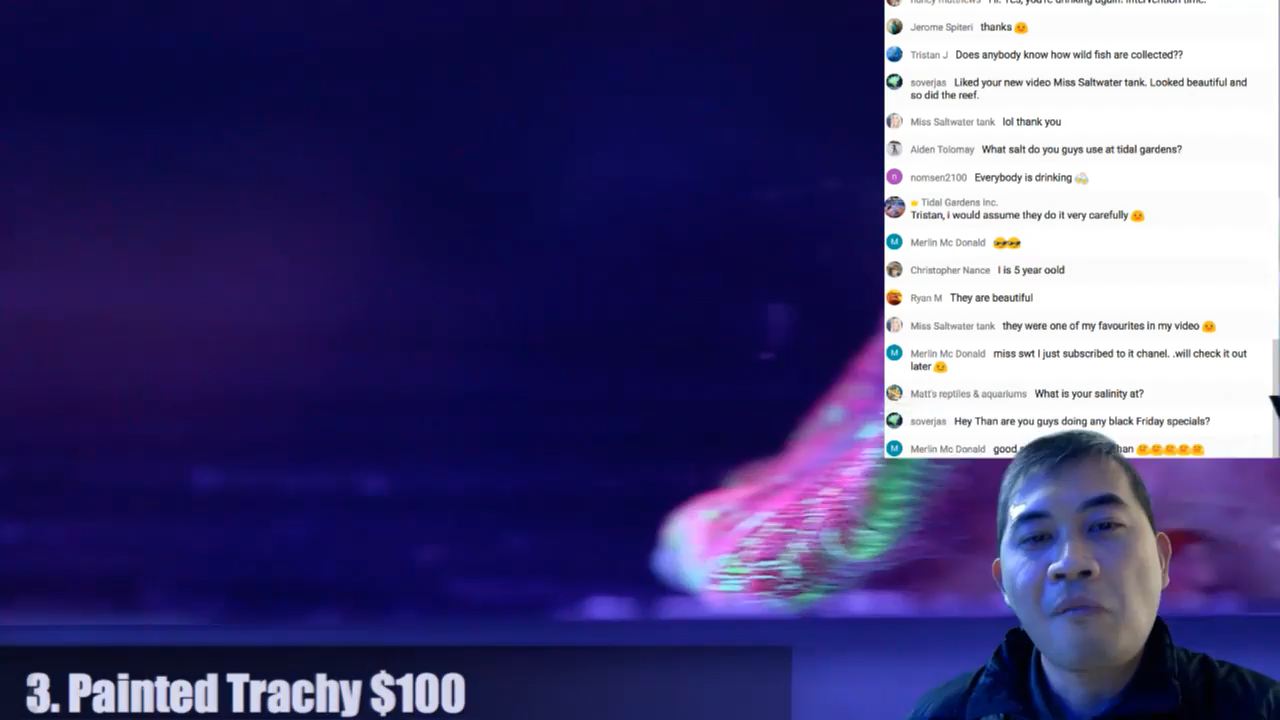 Jerome Spiteri thanks
Tristan J Does anybody know how wild fish are collected??
soverjas Liked your new video Miss Saltwater tank. Looked beautiful and
so did the reef.
Miss Saltwater tank lol thank you
Aiden Tolomay What salt do you guys use at tidal gardens?
n nomsen2100 Everybody is drinking
Tidal Gardens Inc.
Tristan, i would assume they do it very carefully
M Merlin Mc Donald
Christopher Nance I is 5 year oold
Ryan M They are beautiful
Miss Saltwater tank they were one of my favourites in my video
M Merlin Mc Donald miss swt I just subscribed to it chanel. .will check it out
later
Matt's reptiles & aquariums What is your salinity at?
soverjas Hey Than are you guys doing any black Friday specials?
M Merlin Mc Donald good
3. Painted Trachy $100